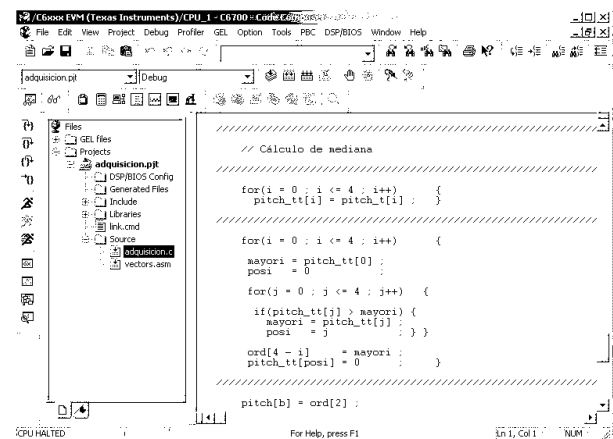 /C6xxx EVM (Texas Instruments)/CPU_1 - C6700 = Code
File Edit View Project Debug Profiler GEL Option Tools PBC DSP/BIOS Window Help
adquisicion.pjt Debug
Files
GEL files
Projects
adquisicion.pjt
DSP/BIOS Config
Generated Files
Include
Libraries
link.cmd
Source
adquisicion.c
vectors.asm
////////////////////////////////////////////////////////
// Cálculo de mediana
////////////////////////////////////////////////////////
for(i = 0 ; i <= 4 ; i++) {
pitch_tt[i] = pitch_t[i] ; }
////////////////////////////////////////////////////////
for(i = 0 ; i <= 4 ; i++) {
mayori = pitch_tt[0] ;
posi = 0 ;
for(j = 0 ; j <= 4 ; j++) {
if(pitch_tt[j] > mayori) {
mayori = pitch_tt[j] ;
posi = j ; } }
ord[4 - i] = mayori ;
pitch_tt[posi] = 0 ; }
////////////////////////////////////////////////////////
pitch[b] = ord[2] ;
CPU HALTED For Help, press F1 Ln 1, Col 1 NUM